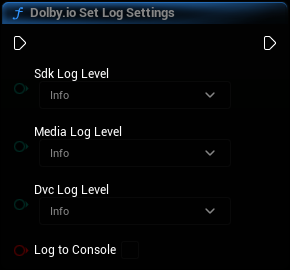 Dolby.io Set Log Settings
Sdk Log Level
Info
Media Log Level
Info
Dvc Log Level
Info
Log to Console